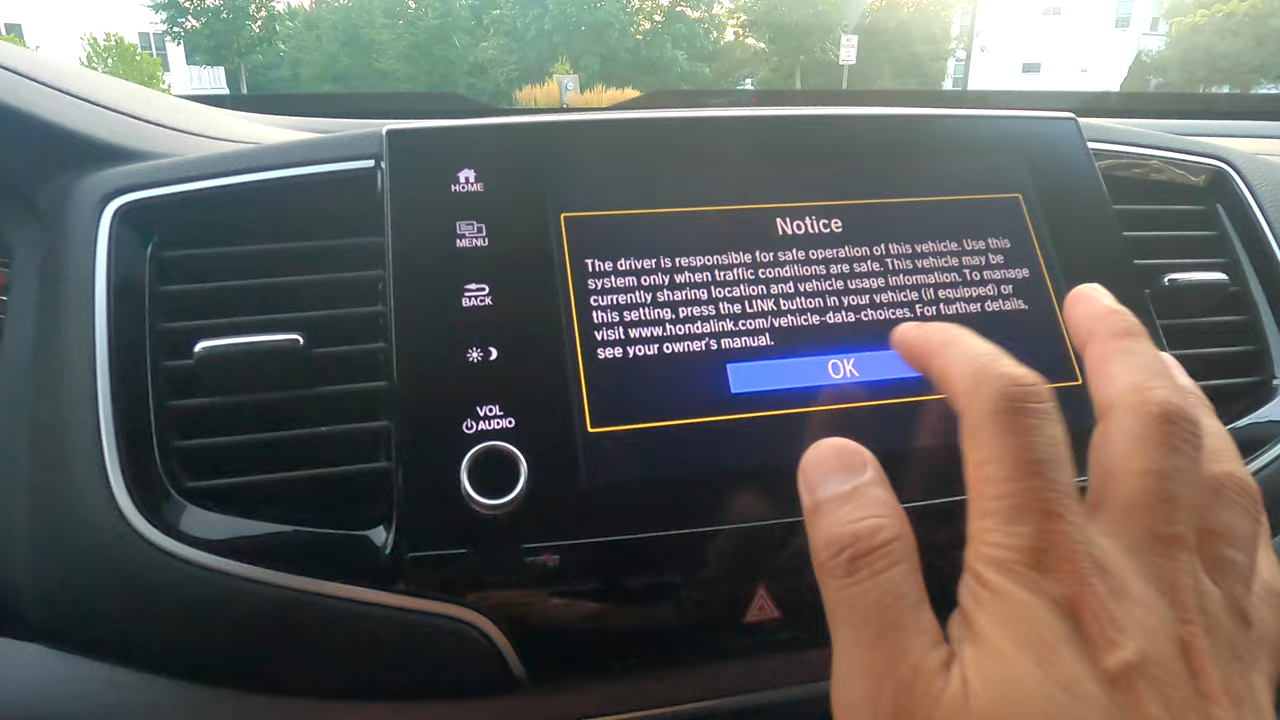 HOME
MENU
BACK
VOL
AUDIO
Notice
The driver is responsible for safe operation of this vehicle. Use this
system only when traffic conditions are safe. This vehicle may be
currently sharing location and vehicle usage information. To manage
this setting, press the LINK button in your vehicle (if equipped) or
visit www.hondalink.com/vehicle-data-choices. For further details,
see your owner's manual.
OK